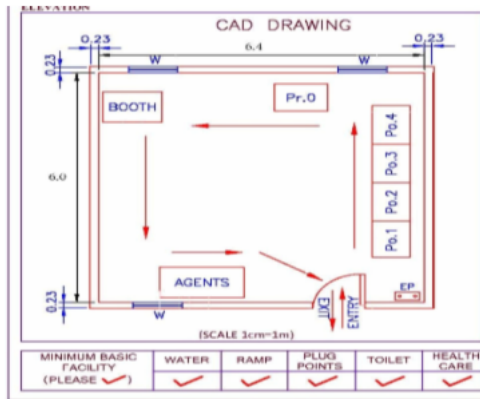 ELEVATION
CAD DRAWING
0.23 6.4 0.23
W W
0.23
BOOTH Pr.O
Po.4
Po.3
6.0
Po.2
Po.1
AGENTS EP
0.23
W EXIT ENTRY
(SCALE 1cm=1m)
MINIMUM BASIC FACILITY (PLEASE ✓) WATER RAMP PLUG POINTS TOILET HEALTH CARE
✓ ✓ ✓ ✓ ✓